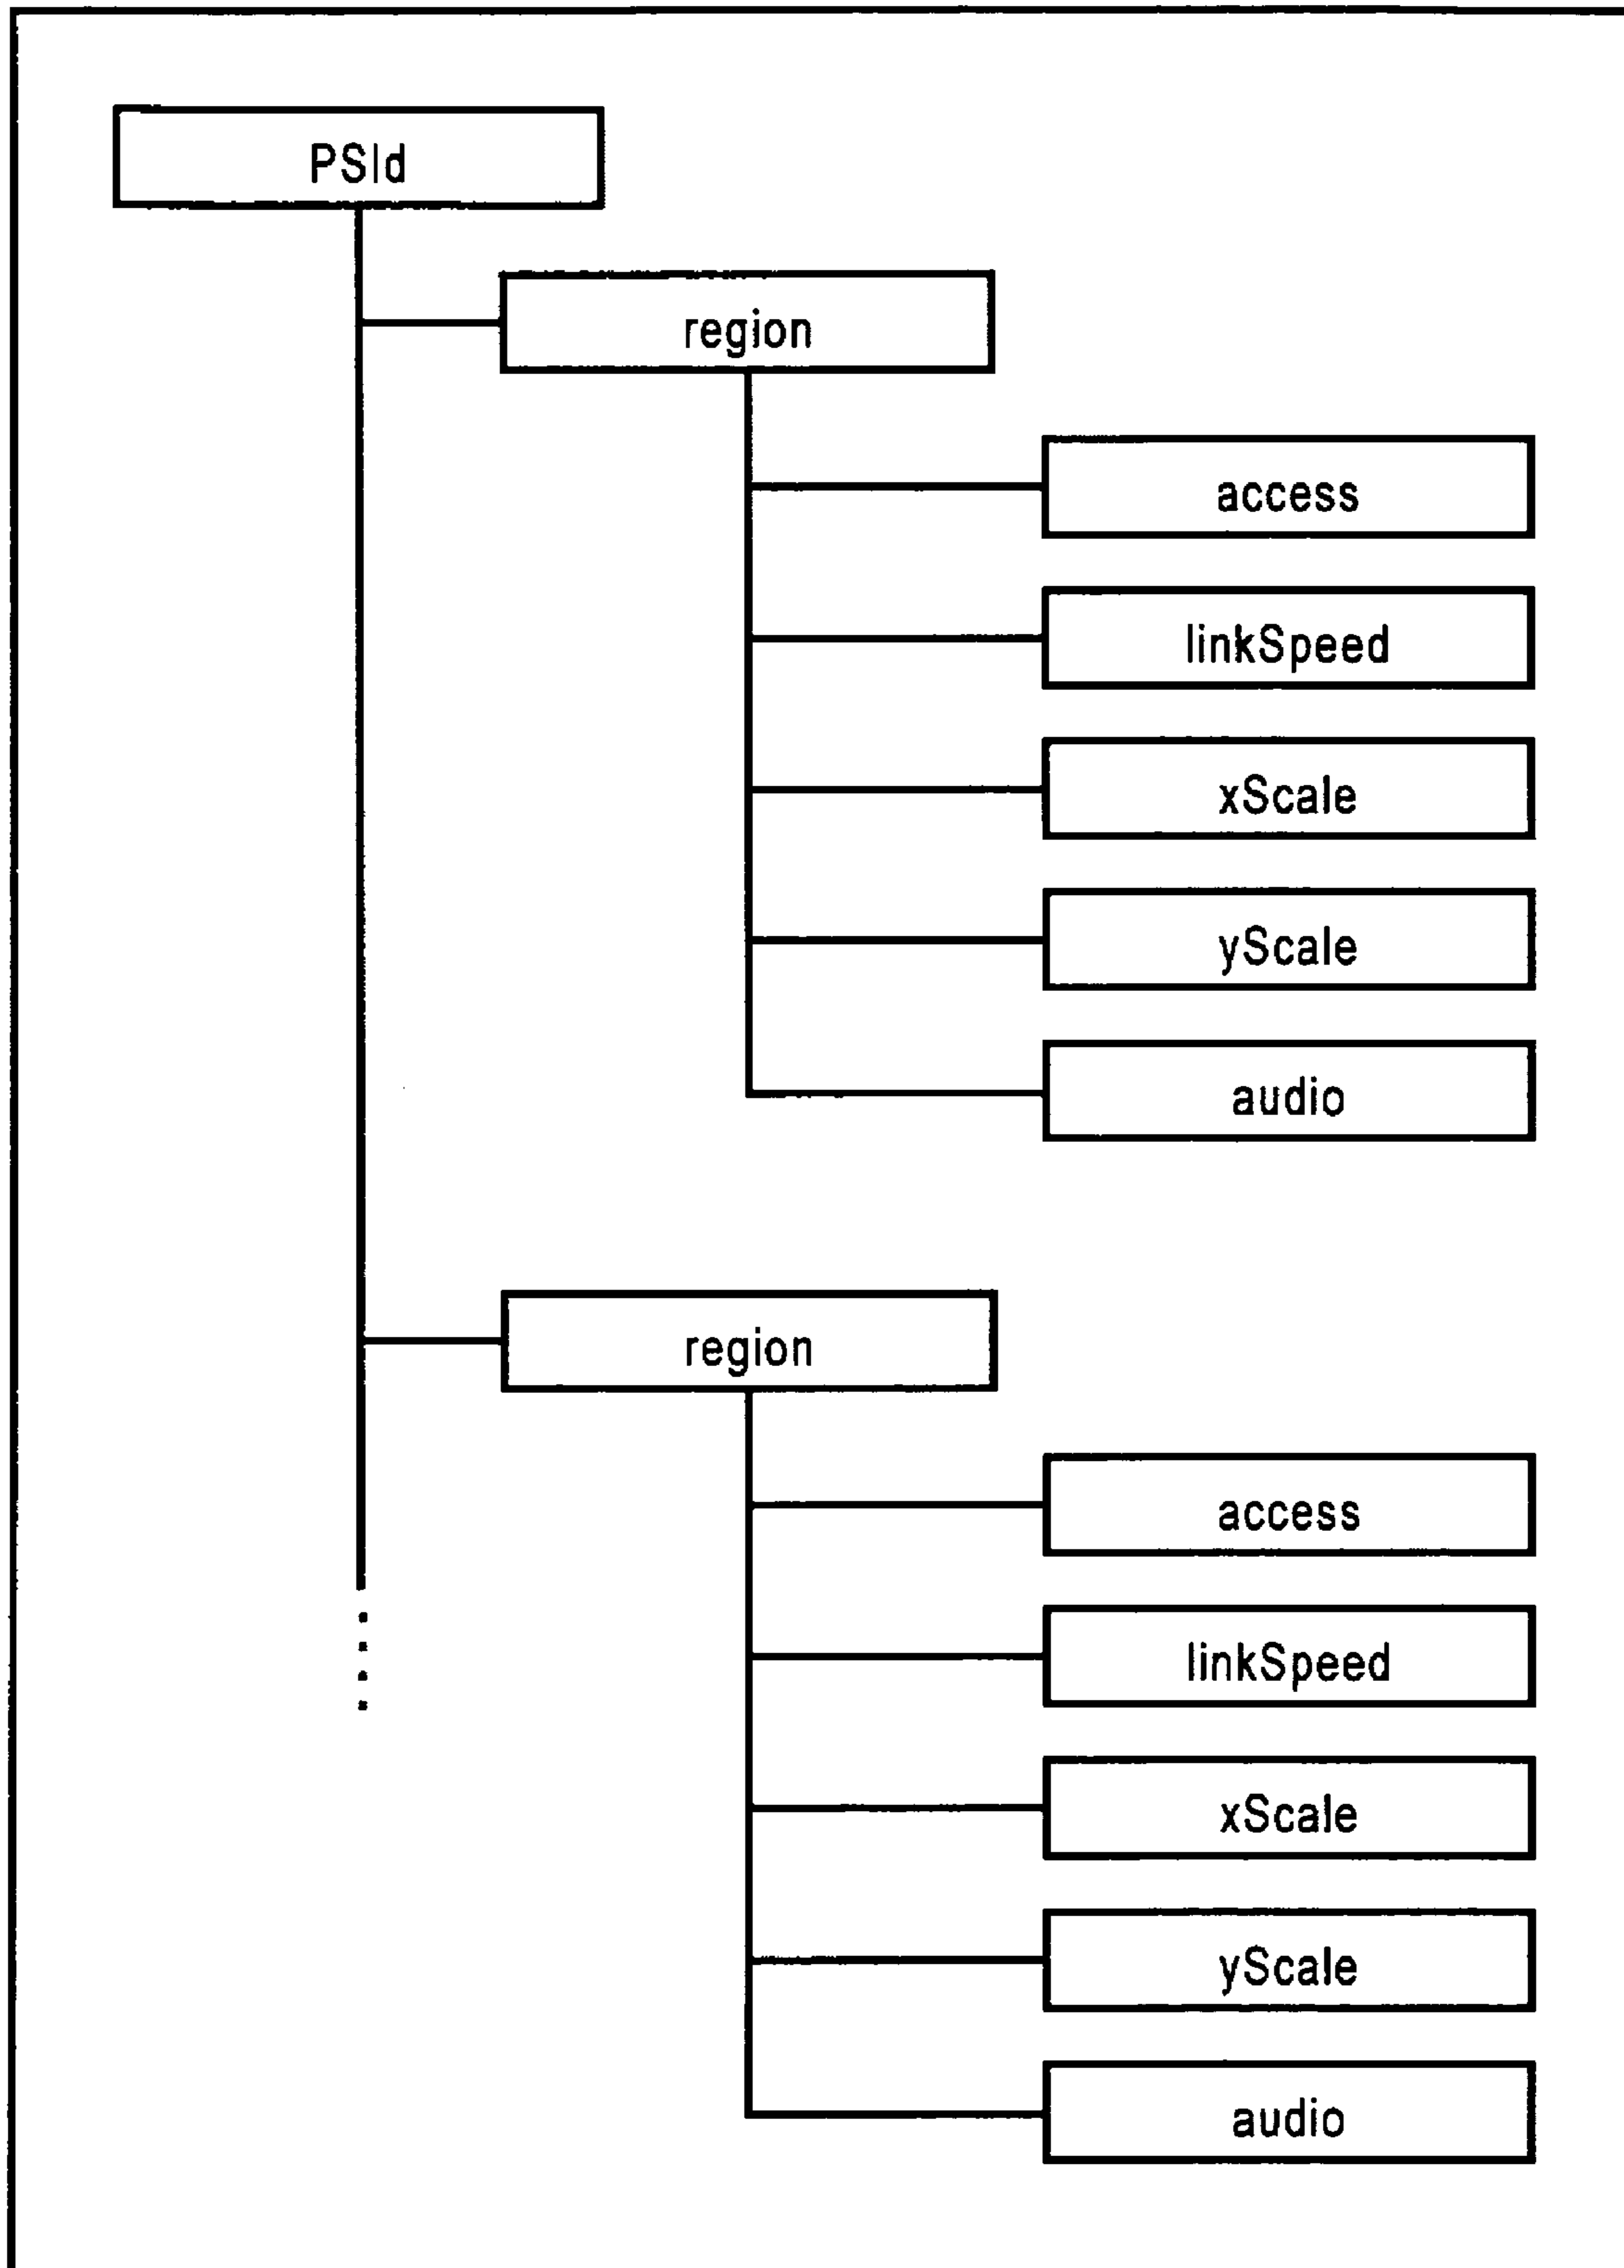 PSId
region
access
linkSpeed
xScale
yScale
audio
region
access
linkSpeed
xScale
yScale
audio